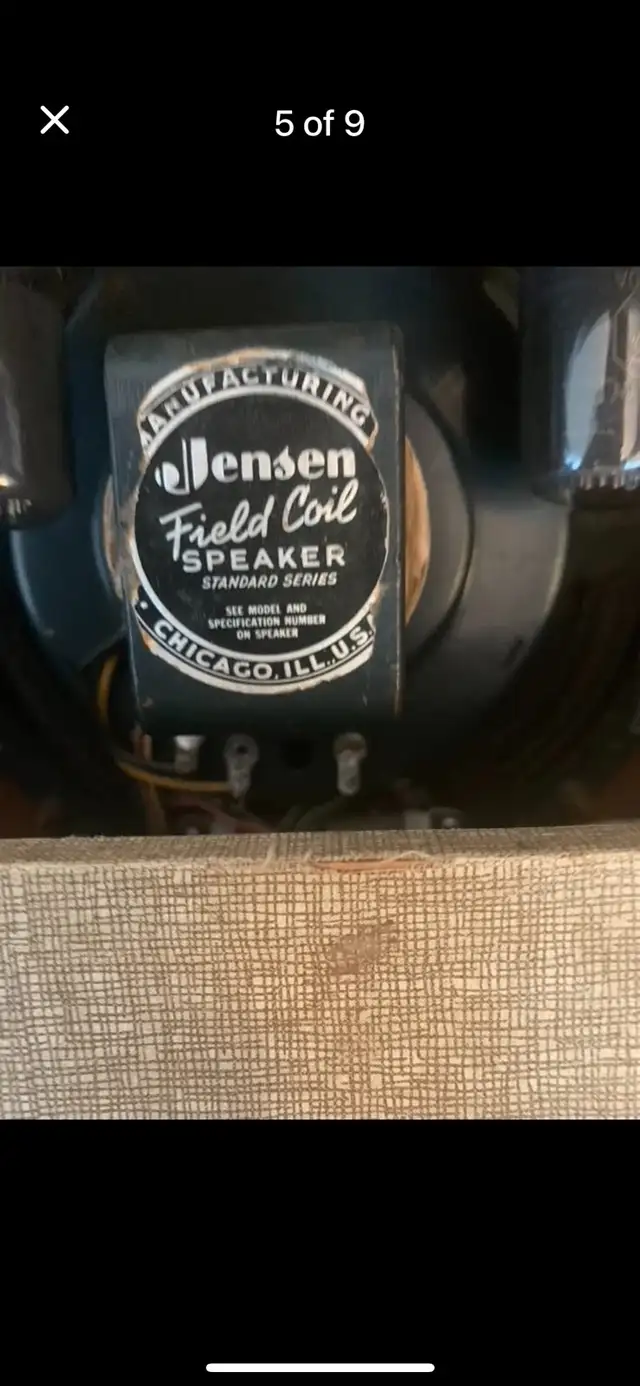 5 of 9
MANUFACTURING
Jensen
Field Coil
SPEAKER
STANDARD SERIES
SEE MODEL AND
SPECIFICATION NUMBER
ON SPEAKER
CHICAGO, ILL., U.S.